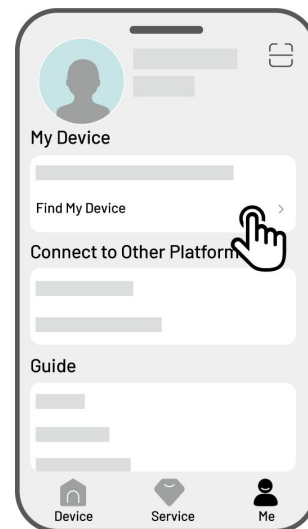 My Device
Find My Device
Connect to Other Platform
Guide
Device Service Me